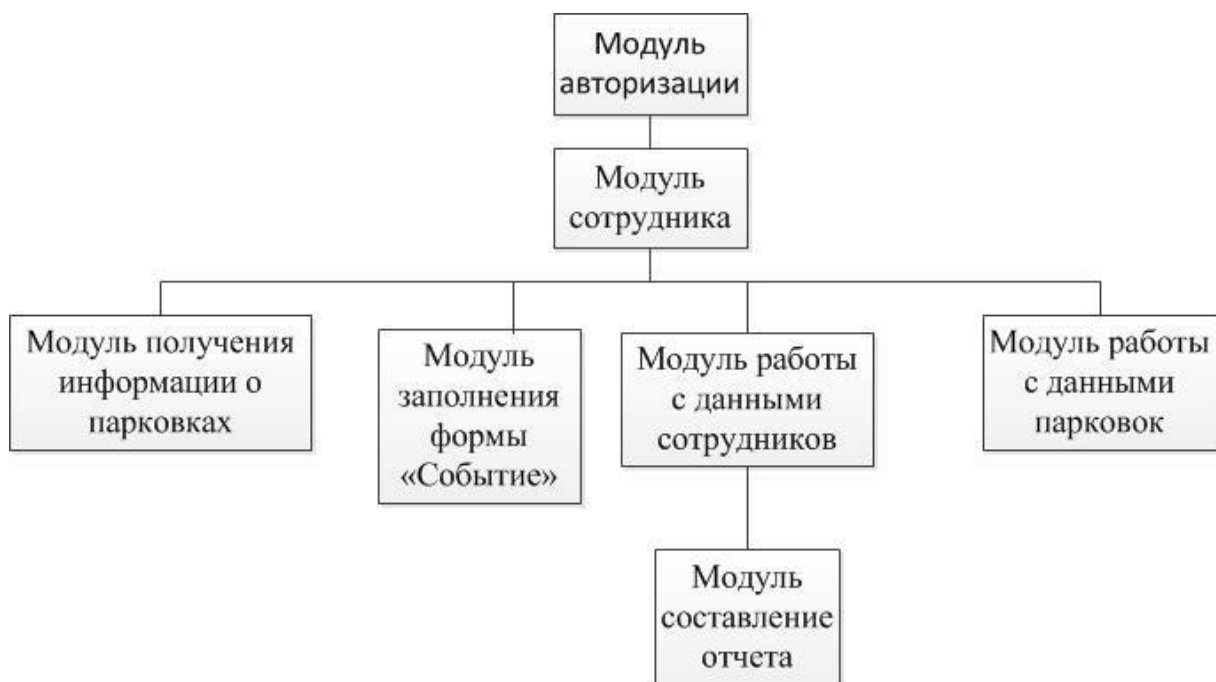 Модуль
авторизации
Модуль
сотрудника
Модуль получения
информации о
парковках
Модуль
заполнения
формы
«Событие»
Модуль работы
с данными
сотрудников
Модуль работы
с данными
парковок
Модуль
составление
отчета